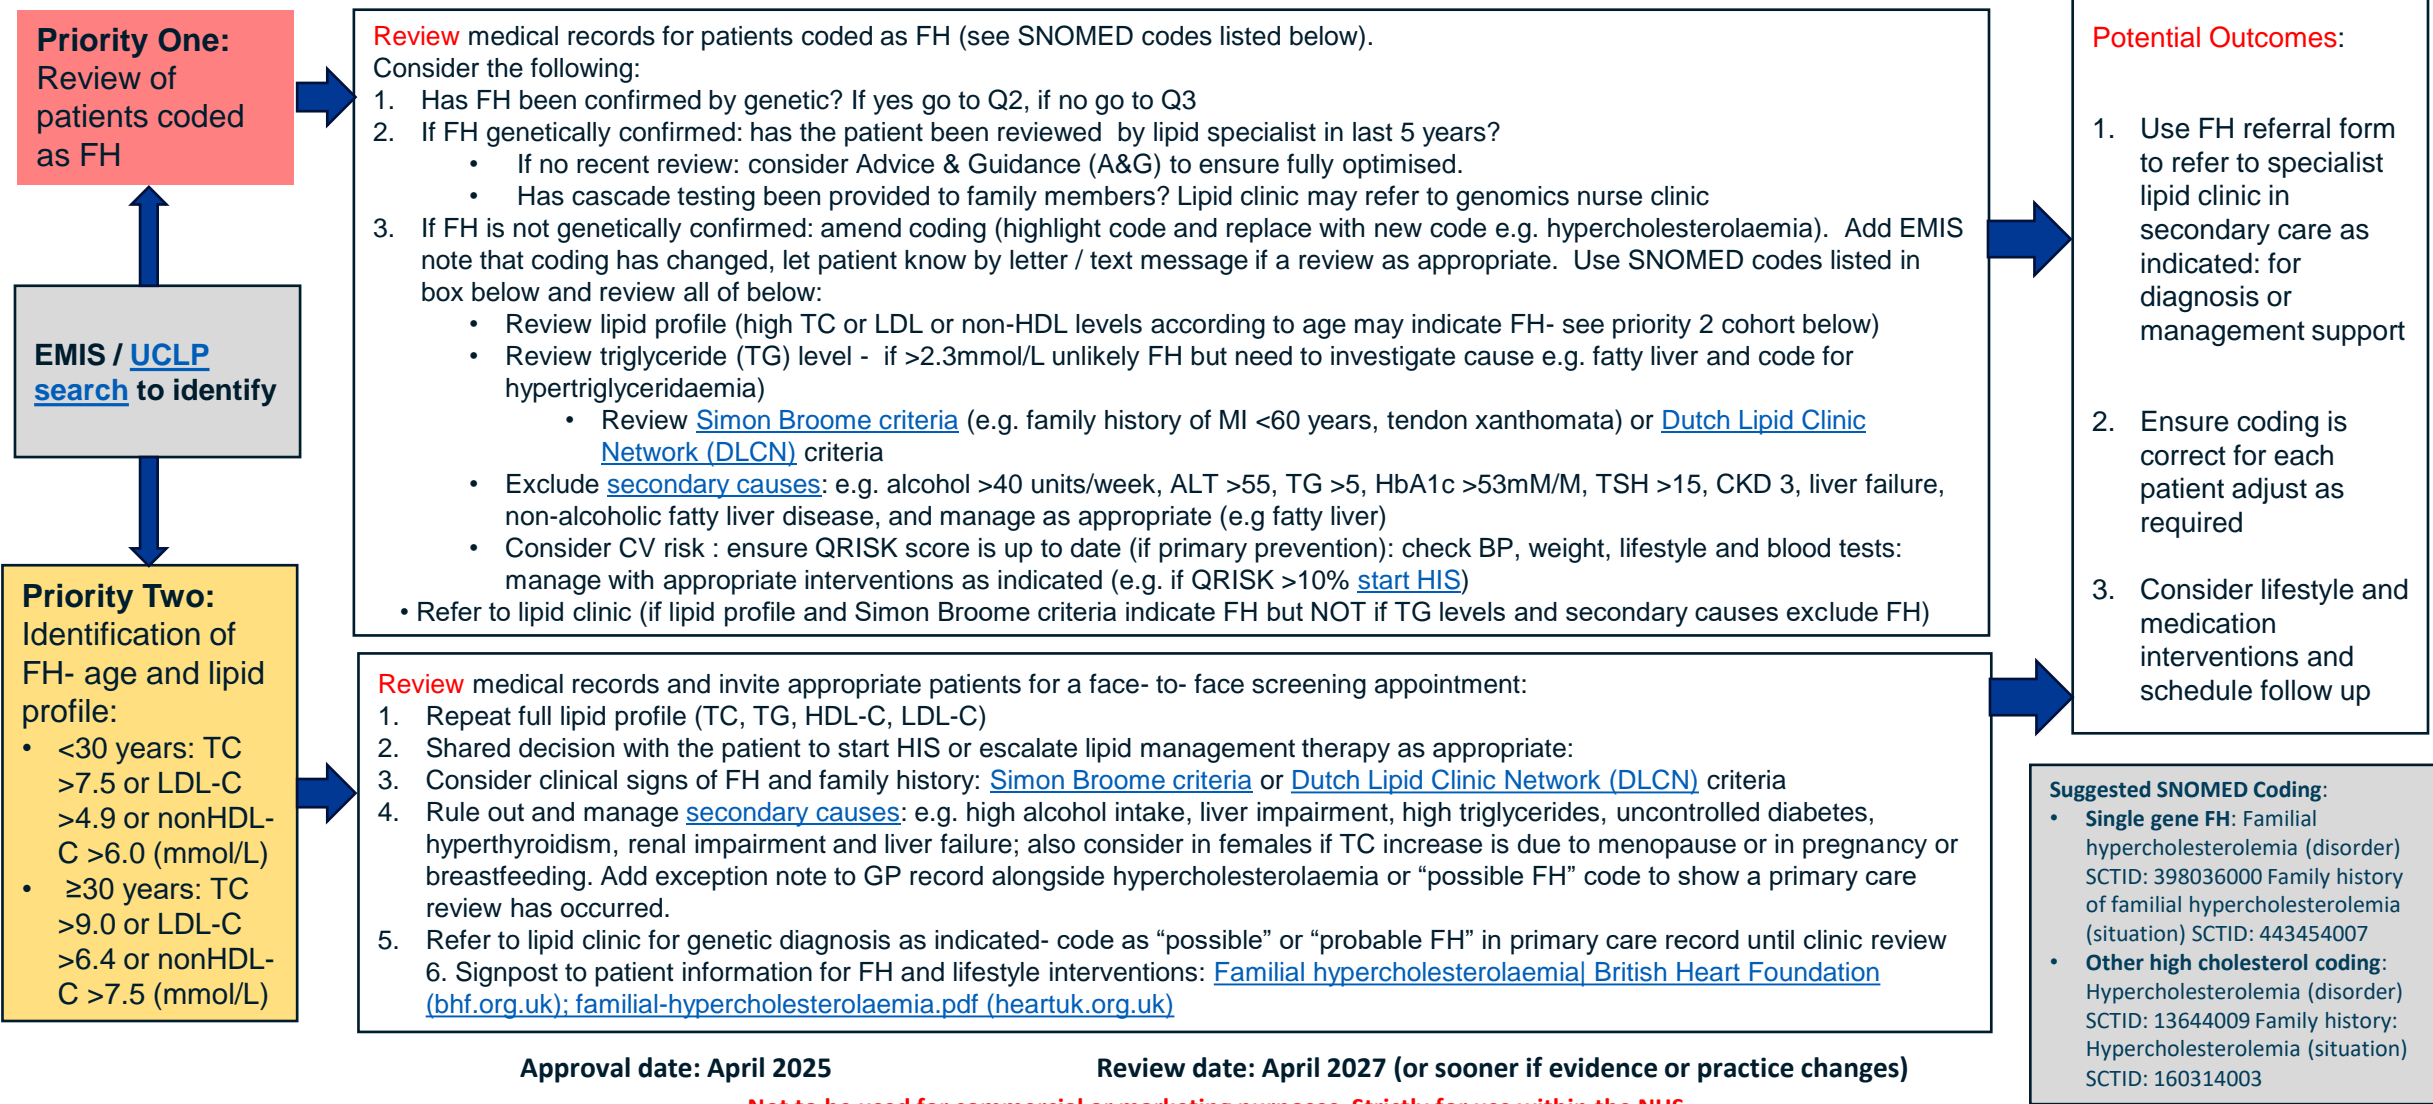 Priority One:
Review of
patients coded
as FH
EMIS / UCLP
search to identify
Priority Two:
Identification of
FH- age and lipid
profile:
• <30 years: TC
>7.5 or LDL-C
>4.9 or nonHDL-
C >6.0 (mmol/L)
• ≥30 years: TC
>9.0 or LDL-C
>6.4 or nonHDL-
C >7.5 (mmol/L)
Review medical records for patients coded as FH (see SNOMED codes listed below).
Consider the following:
1. Has FH been confirmed by genetic? If yes go to Q2, if no go to Q3
2. If FH genetically confirmed: has the patient been reviewed by lipid specialist in last 5 years?
• If no recent review: consider Advice & Guidance (A&G) to ensure fully optimised.
• Has cascade testing been provided to family members? Lipid clinic may refer to genomics nurse clinic
3. If FH is not genetically confirmed: amend coding (highlight code and replace with new code e.g. hypercholesterolaemia). Add EMIS
note that coding has changed, let patient know by letter / text message if a review as appropriate. Use SNOMED codes listed in
box below and review all of below:
• Review lipid profile (high TC or LDL or non-HDL levels according to age may indicate FH- see priority 2 cohort below)
• Review triglyceride (TG) level - if >2.3mmol/L unlikely FH but need to investigate cause e.g. fatty liver and code for
hypertriglyceridaemia)
• Review Simon Broome criteria (e.g. family history of MI <60 years, tendon xanthomata) or Dutch Lipid Clinic
Network (DLCN) criteria
• Exclude secondary causes: e.g. alcohol >40 units/week, ALT >55, TG >5, HbA1c >53mM/M, TSH >15, CKD 3, liver failure,
non-alcoholic fatty liver disease, and manage as appropriate (e.g fatty liver)
• Consider CV risk : ensure QRISK score is up to date (if primary prevention): check BP, weight, lifestyle and blood tests:
manage with appropriate interventions as indicated (e.g. if QRISK >10% start HIS)
• Refer to lipid clinic (if lipid profile and Simon Broome criteria indicate FH but NOT if TG levels and secondary causes exclude FH)
Review medical records and invite appropriate patients for a face- to- face screening appointment:
1. Repeat full lipid profile (TC, TG, HDL-C, LDL-C)
2. Shared decision with the patient to start HIS or escalate lipid management therapy as appropriate:
3. Consider clinical signs of FH and family history: Simon Broome criteria or Dutch Lipid Clinic Network (DLCN) criteria
4. Rule out and manage secondary causes: e.g. high alcohol intake, liver impairment, high triglycerides, uncontrolled diabetes,
hyperthyroidism, renal impairment and liver failure; also consider in females if TC increase is due to menopause or in pregnancy or
breastfeeding. Add exception note to GP record alongside hypercholesterolaemia or “possible FH” code to show a primary care
review has occurred.
5. Refer to lipid clinic for genetic diagnosis as indicated- code as “possible” or “probable FH” in primary care record until clinic review
6. Signpost to patient information for FH and lifestyle interventions: Familial hypercholesterolaemia| British Heart Foundation
(bhf.org.uk); familial-hypercholesterolaemia.pdf (heartuk.org.uk)
Potential Outcomes:
1. Use FH referral form
to refer to specialist
lipid clinic in
secondary care as
indicated: for
diagnosis or
management support
2. Ensure coding is
correct for each
patient adjust as
required
3. Consider lifestyle and
medication
interventions and
schedule follow up
Suggested SNOMED Coding:
• Single gene FH: Familial
hypercholesterolemia (disorder)
SCTID: 398036000 Family history
of familial hypercholesterolemia
(situation) SCTID: 443454007
• Other high cholesterol coding:
Hypercholesterolemia (disorder)
SCTID: 13644009 Family history:
Hypercholesterolemia (situation)
SCTID: 160314003
Approval date: April 2025
Review date: April 2027 (or sooner if evidence or practice changes)
Not to be used for commercial or marketing purposes. Strictly for use within the NHS